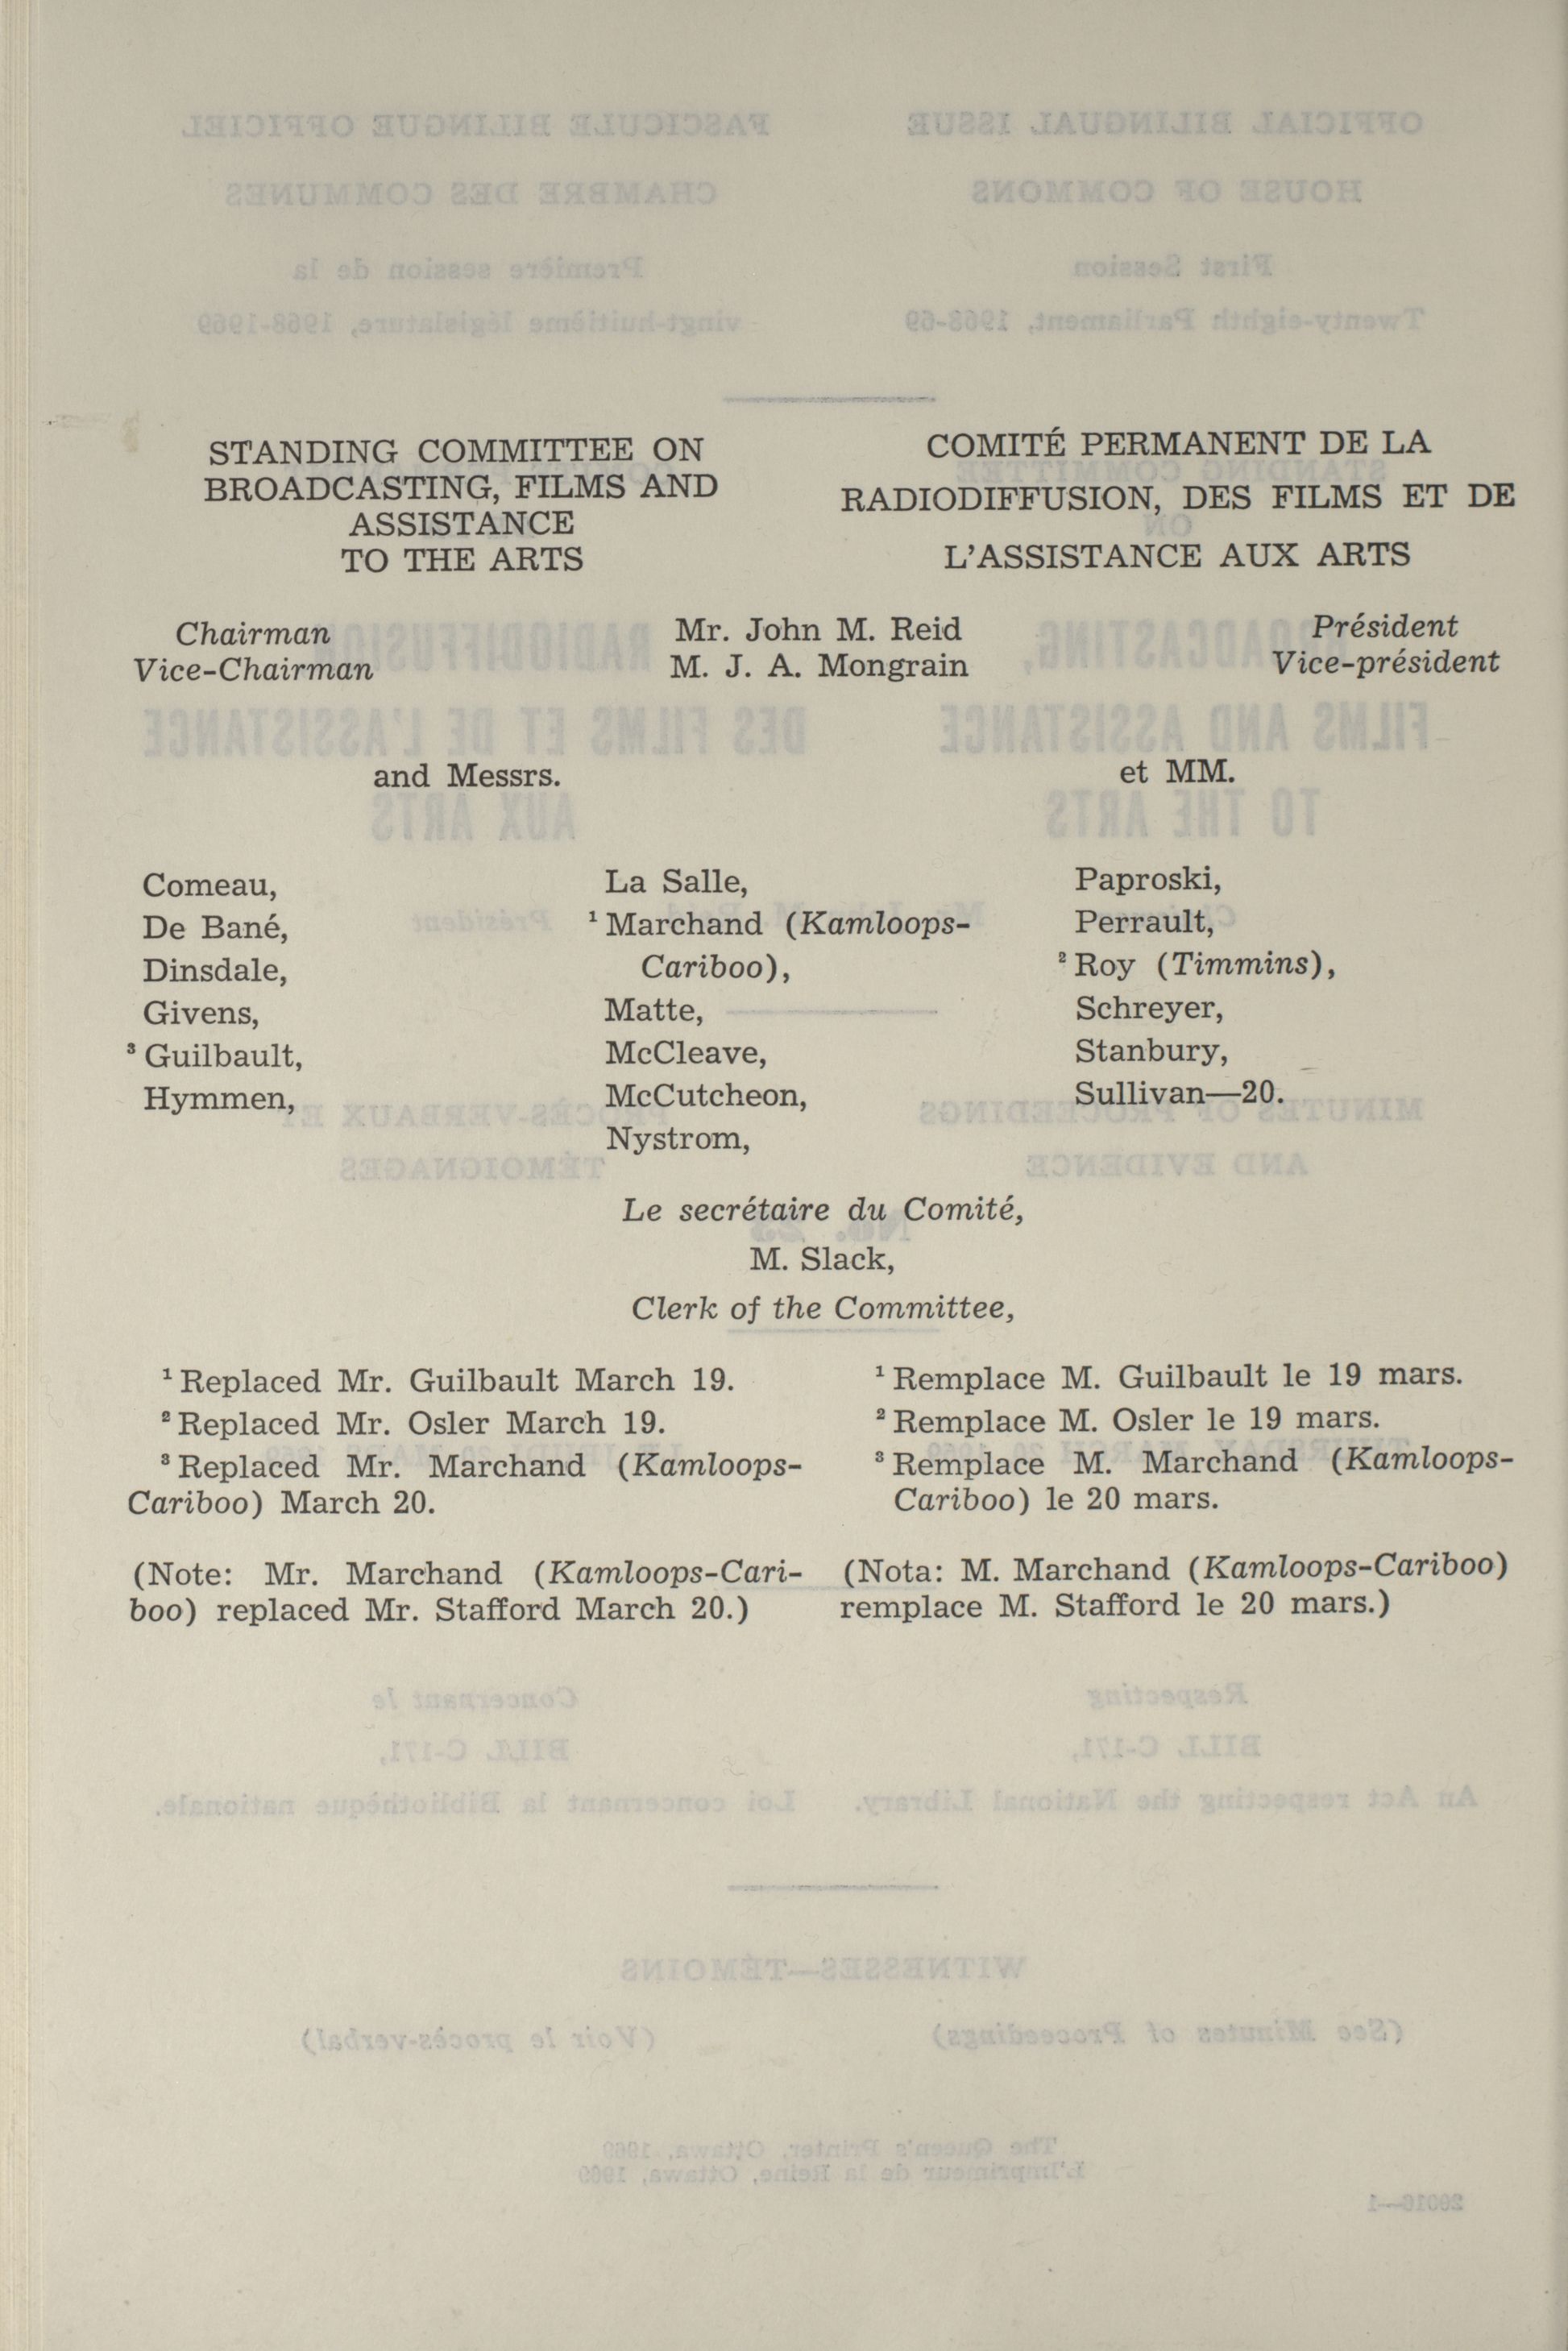 STANDING COMMITTEE ON
BROADCASTING, FILMS AND
ASSISTANCE
TO THE ARTS
COMITÉ PERMANENT DE LA
RADIODIFFUSION, DES FILMS ET DE
L'ASSISTANCE AUX ARTS
Chairman Mr. John M. Reid Président
Vice-Chairman M. J. A. Mongrain Vice-président
and Messrs. et MM.
Comeau,
De Bané,
Dinsdale,
Givens,
³ Guilbault,
Hymmen,
La Salle,
¹ Marchand (Kamloops-
Cariboo),
Matte,
McCleave,
McCutcheon,
Nystrom,
Paproski,
Perrault,
² Roy (Timmins),
Schreyer,
Stanbury,
Sullivan—20.
Le secrétaire du Comité,
M. Slack,
Clerk of the Committee,
¹ Replaced Mr. Guilbault March 19.
² Replaced Mr. Osler March 19.
³ Replaced Mr. Marchand (Kamloops-
Cariboo) March 20.
(Note: Mr. Marchand (Kamloops-Cari-
boo) replaced Mr. Stafford March 20.)
¹ Remplace M. Guilbault le 19 mars.
² Remplace M. Osler le 19 mars.
³ Remplace M. Marchand (Kamloops-
Cariboo) le 20 mars.
(Nota: M. Marchand (Kamloops-Cariboo)
remplace M. Stafford le 20 mars.)